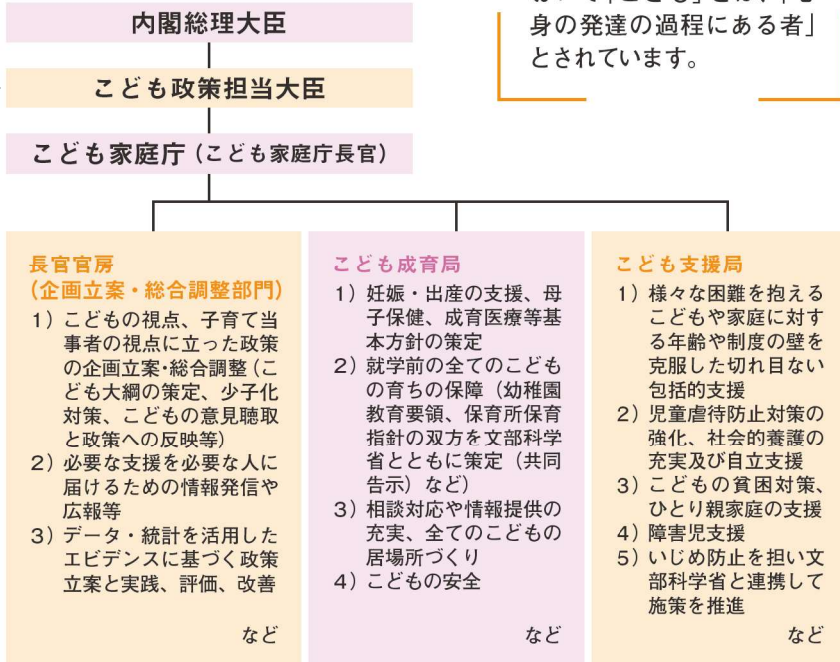 内閣総理大臣
こども政策担当大臣
こども家庭庁（こども家庭庁長官）
身の発達の過程にある者」
とされています。
長官官房
（企画立案・総合調整部門）
1）こどもの視点、子育て当
事者の視点に立った政策
の企画立案・総合調整（こ
ども大綱の策定、少子化
対策、こどもの意見聴取
と政策への反映等）
2）必要な支援を必要な人に
届けるための情報発信や
広報等
3）データ・統計を活用した
エビデンスに基づく政策
立案と実践、評価、改善
など
こども成育局
1）妊娠・出産の支援、母
子保健、成育医療等基
本方針の策定
2）就学前の全てのこども
の育ちの保障（幼稚園
教育要領、保育所保育
指針の双方を文部科学
省とともに策定（共同
告示）など）
3）相談対応や情報提供の
充実、全てのこどもの
居場所づくり
4）こどもの安全
など
こども支援局
1）様々な困難を抱える
こどもや家庭に対す
る年齢や制度の壁を
克服した切れ目ない
包括的支援
2）児童虐待防止対策の
強化、社会的養護の
充実及び自立支援
3）こどもの貧困対策、
ひとり親家庭の支援
4）障害児支援
5）いじめ防止を担い文
部科学省と連携して
施策を推進
など